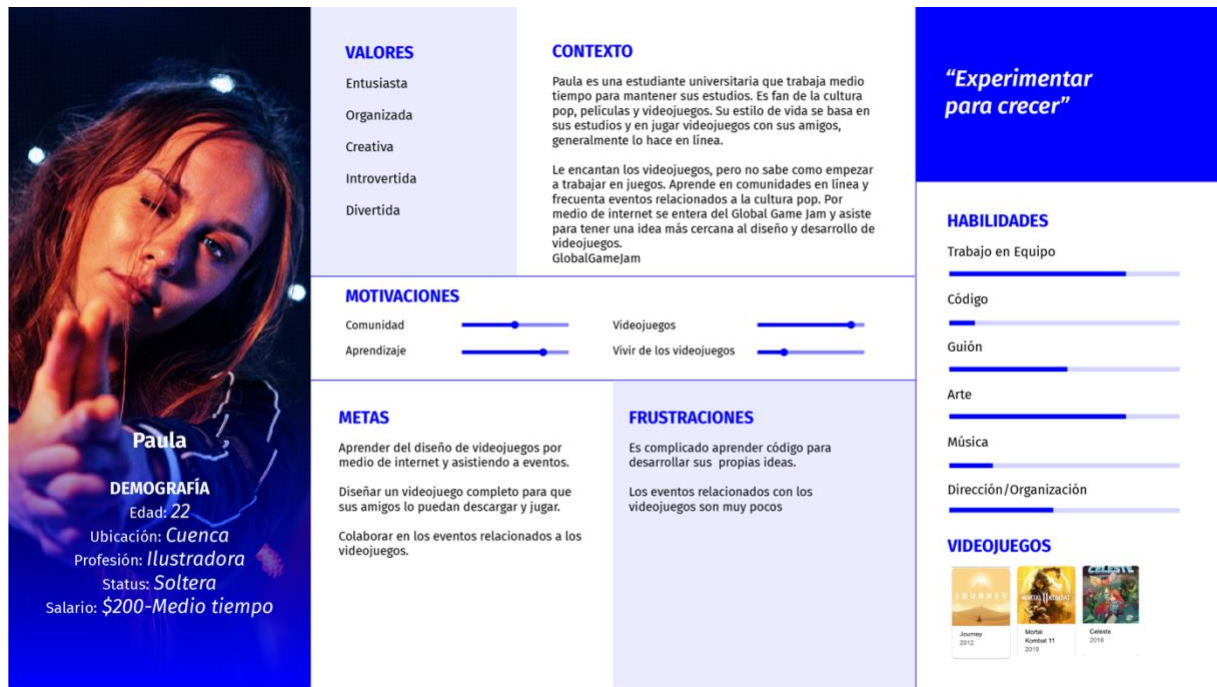 Paula
DEMOGRAFÍA
Edad: 22
Ubicación: Cuenca
Profesión: Ilustradora
Status: Soltera
Salario: $200-Medio tiempo
VALORES
Entusiasta
Organizada
Creativa
Introvertida
Divertida
CONTEXTO
Paula es una estudiante universitaria que trabaja medio
tiempo para mantener sus estudios. Es fan de la cultura
pop, películas y videojuegos. Su estilo de vida se basa en
sus estudios y en jugar videojuegos con sus amigos,
generalmente lo hace en línea.
Le encantan los videojuegos, pero no sabe como empezar
a trabajar en juegos. Aprende en comunidades en línea y
frecuenta eventos relacionados a la cultura pop. Por
medio de internet se entera del Global Game Jam y asiste
para tener una idea más cercana al diseño y desarrollo de
videojuegos.
GlobalGameJam
MOTIVACIONES
Comunidad
Aprendizaje
Videojuegos
Vivir de los videojuegos
METAS
Aprender del diseño de videojuegos por
medio de internet y asistiendo a eventos.
Diseñar un videojuego completo para que
sus amigos lo puedan descargar y jugar.
Colaborar en los eventos relacionados a los
videojuegos.
FRUSTRACIONES
Es complicado aprender código para
desarrollar sus  propias ideas.
Los eventos relacionados con los
videojuegos son muy pocos
“Experimentar
para crecer”
HABILIDADES
Trabajo en Equipo
Código
Guión
Arte
Música
Dirección/Organización
VIDEOJUEGOS
JOURNEY
MORTAL KOMBAT 11
CELESTE
Journey
2012
Mortal
Kombat 11
2019
Celeste
2018